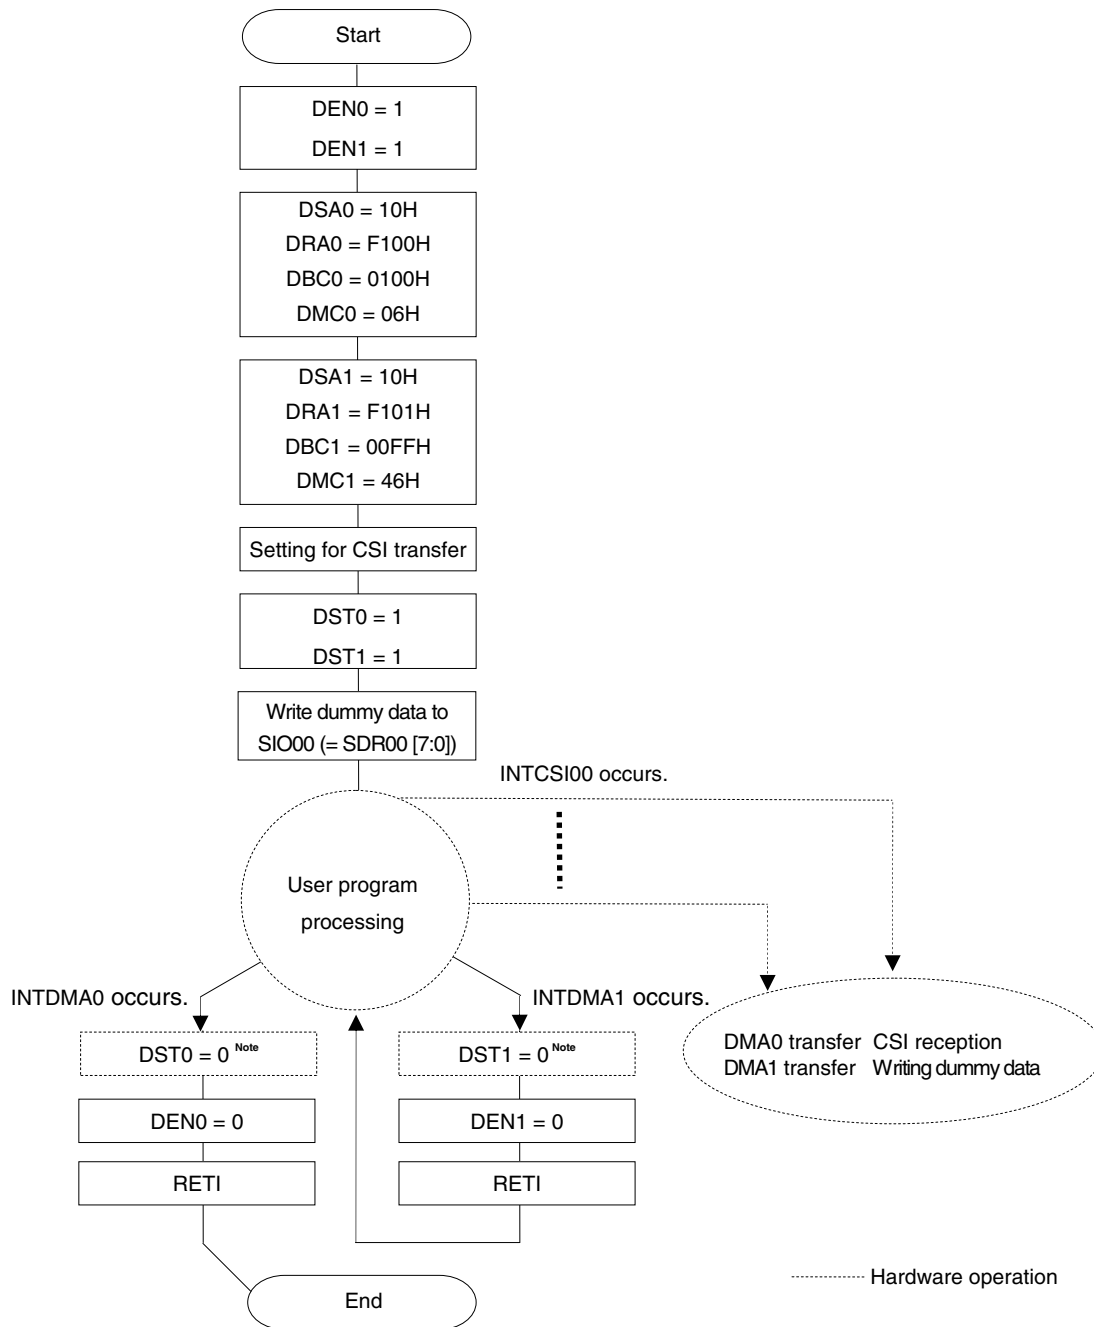 Start
DEN0 = 1
DEN1 = 1
DSA0 = 10H
DRA0 = F100H
DBC0 = 0100H
DMC0 = 06H
DSA1 = 10H
DRA1 = F101H
DBC1 = 00FFH
DMC1 = 46H
Setting for CSI transfer
DST0 = 1
DST1 = 1
Write dummy data to
SIO00 (= SDR00 [7:0])
INTCSI00 occurs.
User program
processing
INTDMA0 occurs.
INTDMA1 occurs.
DMA0 transfer CSI reception
DMA1 transfer Writing dummy data
DST0 = 0 Note
DST1 = 0 Note
DEN0 = 0
DEN1 = 0
RETI
RETI
Hardware operation
End